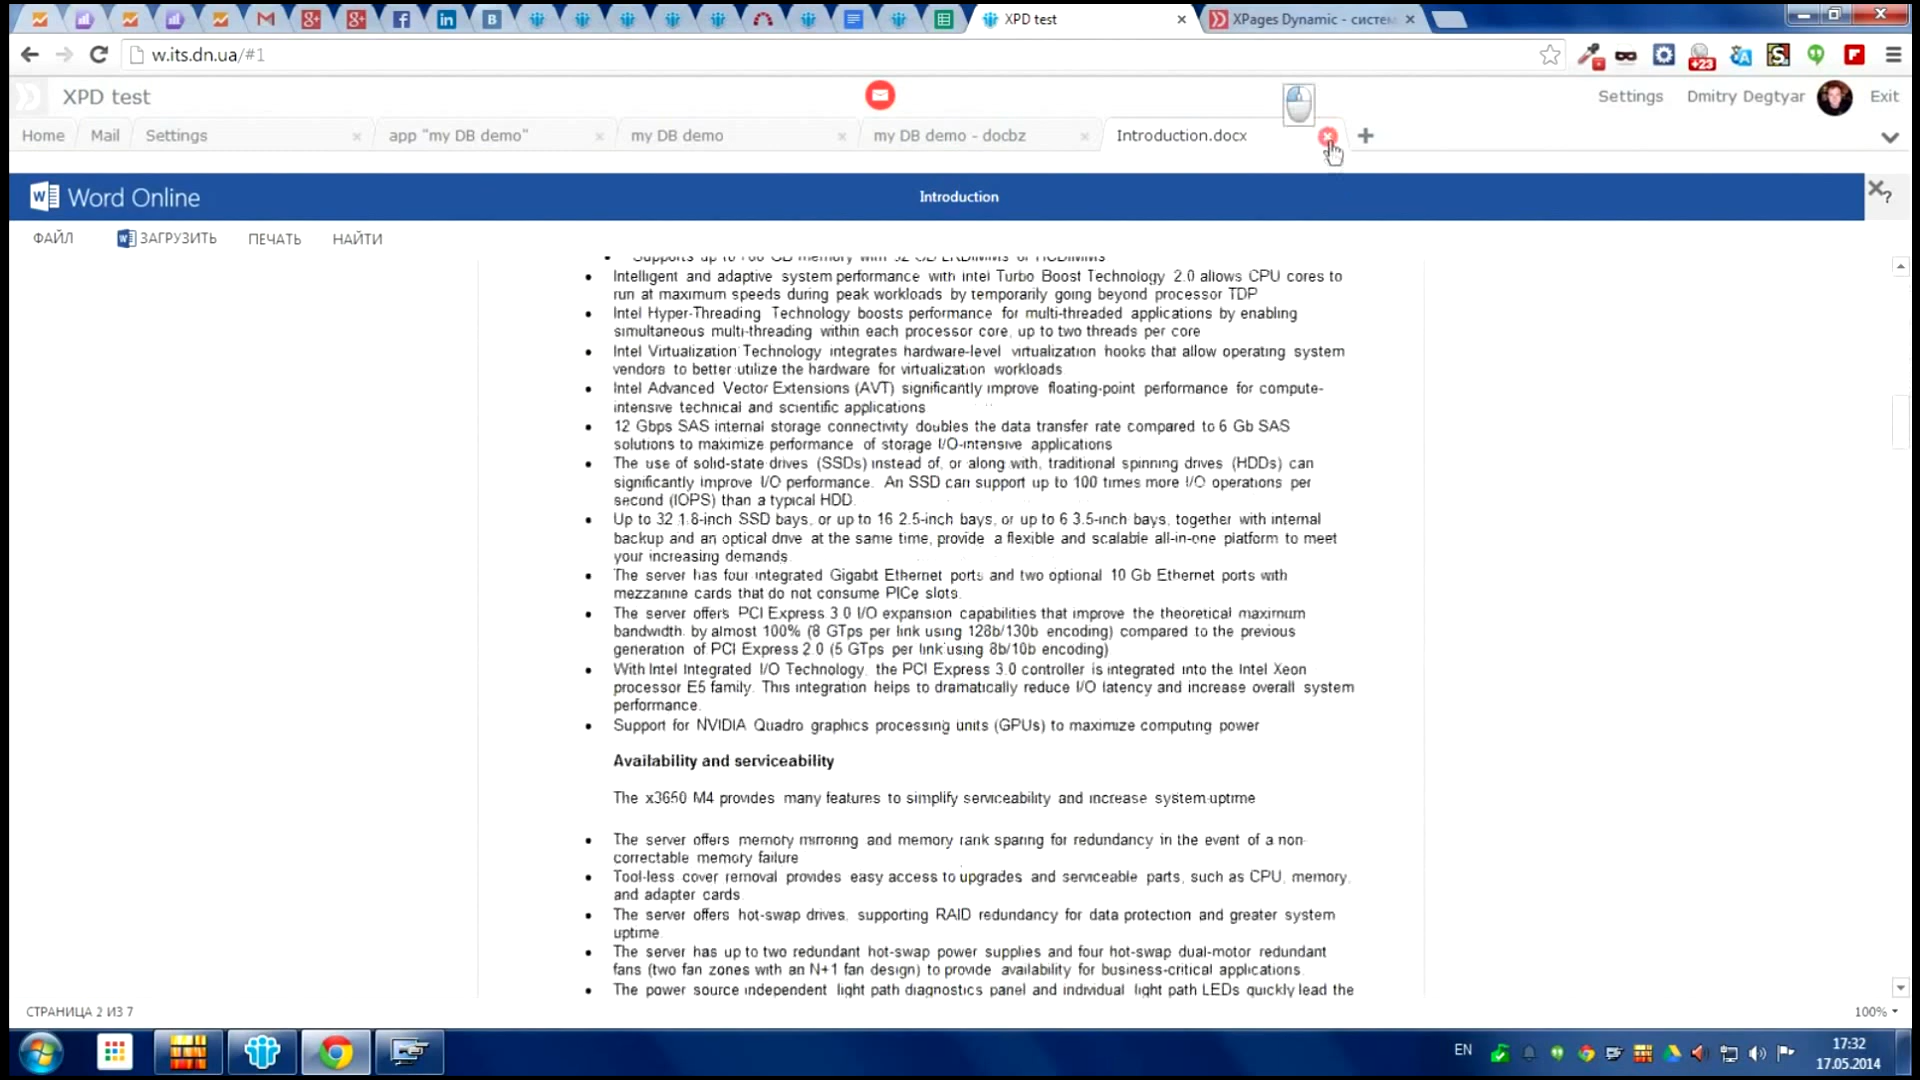 XPD test
XPages Dynamic - систем
w.its.dn.ua/#1
+23
XPD test
Settings
Dmitry Degtyar
Exit
Home
Mail
Settings
app "my DB demo"
my DB demo
my DB demo - docbz
Introduction.docx
Word Online
Introduction
ФАЙЛ
ЗАГРУЗИТЬ
ПЕЧАТЬ
НАЙТИ
Intelligent and adaptive system performance with intel Turbo Boost Technology 2.0 allows CPU cores to
run at maximum speeds during peak workloads by temporarily going beyond processor TDP
Intel Hyper-Threading Technology boosts performance for multi-threaded applications by enabling
simultaneous multi-threading within each processor core, up to two threads per core
Intel Virtualization Technology integrates hardware-level virtualization hooks that allow operating system
vendors to better utilize the hardware for virtualization workloads
Intel Advanced Vector Extensions (AVT) significantly improve floating-point performance for compute-
intensive technical and scientific applications
12 Gbps SAS internal storage connectivity doubles the data transfer rate compared to 6 Gb SAS
solutions to maximize performance of storage I/O-intensive applications
The use of solid-state drives (SSDs) instead of, or along with, traditional spinning drives (HDDs) can
significantly improve I/O performance. An SSD can support up to 100 times more I/O operations per
second (IOPS) than a typical HDD.
Up to 32 1.8-inch SSD bays, or up to 16 2.5-inch bays, or up to 6 3.5-inch bays, together with internal
backup and an optical drive at the same time, provide a flexible and scalable all-in-one platform to meet
your increasing demands
The server has four integrated Gigabit Ethernet ports and two optional 10 Gb Ethernet ports with
mezzanine cards that do not consume PICe slots.
The server offers PCI Express 3.0 I/O expansion capabilities that improve the theoretical maximum
bandwidth by almost 100% (8 GTps per link using 128b/130b encoding) compared to the previous
generation of PCI Express 2.0 (5 GTps per link using 8b/10b encoding)
With Intel Integrated I/O Technology, the PCI Express 3.0 controller is integrated into the Intel Xeon
processor E5 family. This integration helps to dramatically reduce I/O latency and increase overall system
performance.
Support for NVIDIA Quadro graphics processing units (GPUs) to maximize computing power
Availability and serviceability
The x3650 M4 provides many features to simplify serviceability and increase system uptime
The server offers memory mirroring and memory rank sparing for redundancy in the event of a non-
correctable memory failure
Tool-less cover removal provides easy access to upgrades and serviceable parts, such as CPU, memory,
and adapter cards
The server offers hot-swap drives, supporting RAID redundancy for data protection and greater system
uptime.
The server has up to two redundant hot-swap power supplies and four hot-swap dual-motor redundant
fans (two fan zones with an N+1 fan design) to provide availability for business-critical applications.
The power source independent light path diagnostics panel and individual light path LEDs quickly lead the
СТРАНИЦА 2 ИЗ 7
100%
EN
17:32
17.05.2014